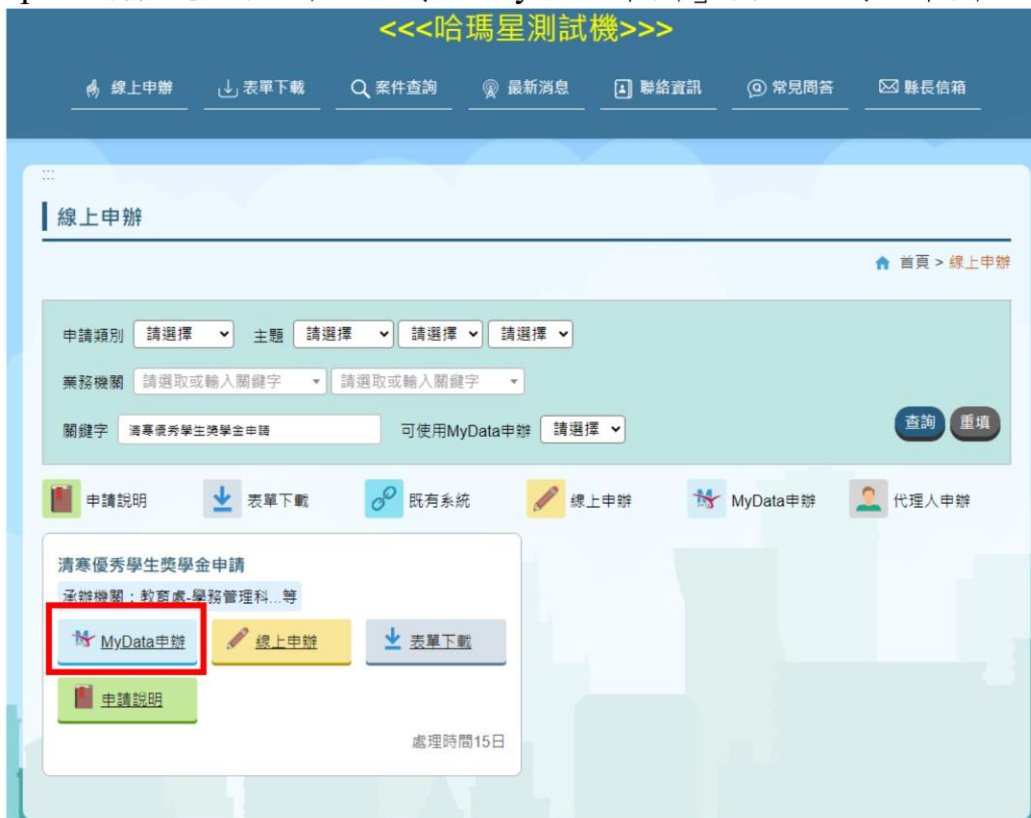 <<<哈瑪星測試機>>>
線上申辦 表單下載 案件查詢 最新消息 聯絡資訊 常見問答 縣長信箱
:::
線上申辦
首頁 > 線上申辦
申請類別 請選擇 主題 請選擇 請選擇 請選擇
業務機關 請選取或輸入關鍵字 請選取或輸入關鍵字
關鍵字 清寒優秀學生獎學金申請 可使用MyData申辦 請選擇 查詢 重填
申請說明 表單下載 既有系統 線上申辦 MyData申辦 代理人申辦
清寒優秀學生獎學金申請
承辦機關：教育處-學務管理科...等
MyData申辦 線上申辦 表單下載
申請說明
處理時間15日